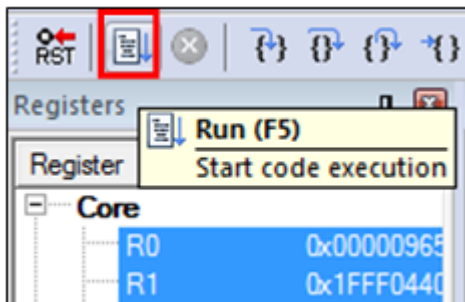 RST
Registers
Run (F5)
Start code execution
Register
Core
R0 0x00000965
R1 0x1FFF0440